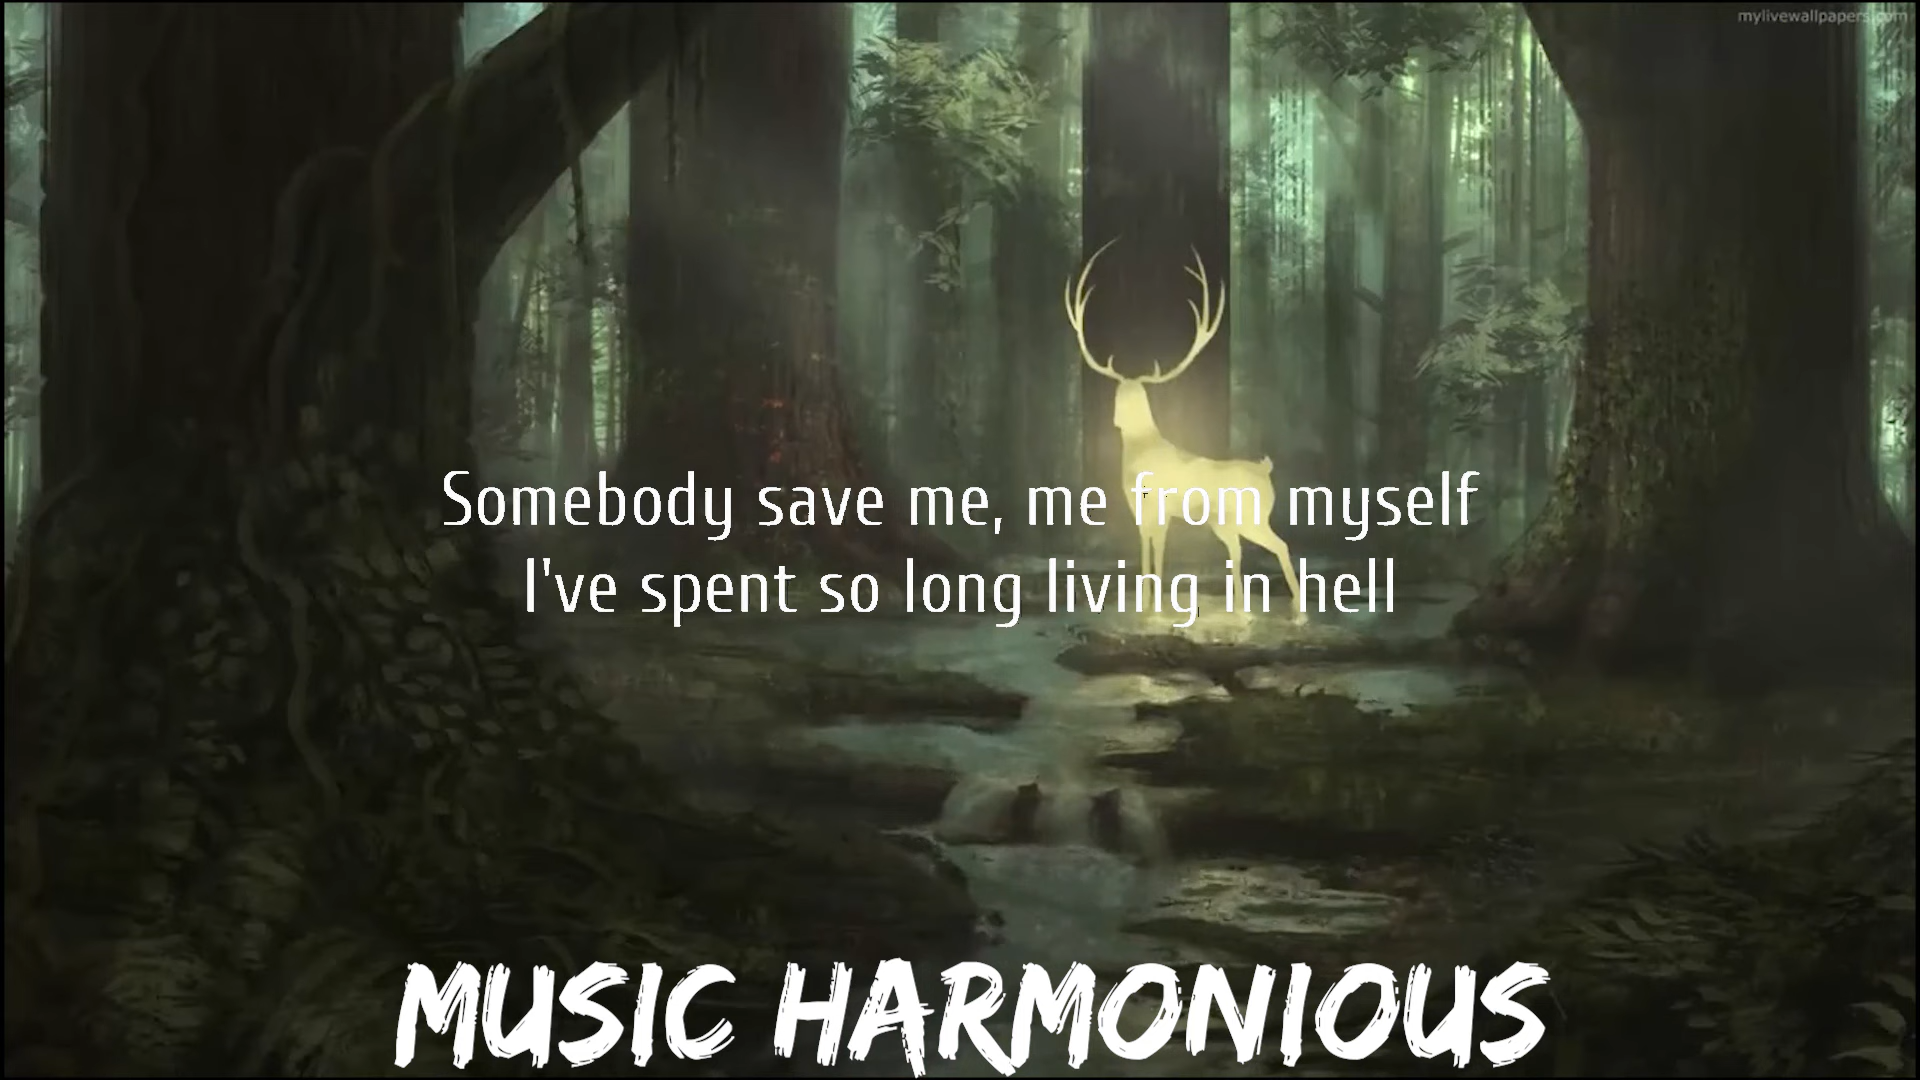 mylivewallpapers.com
Somebody save me, me from myself
I've spent so long living in hell
MUSIC HARMONIOUS